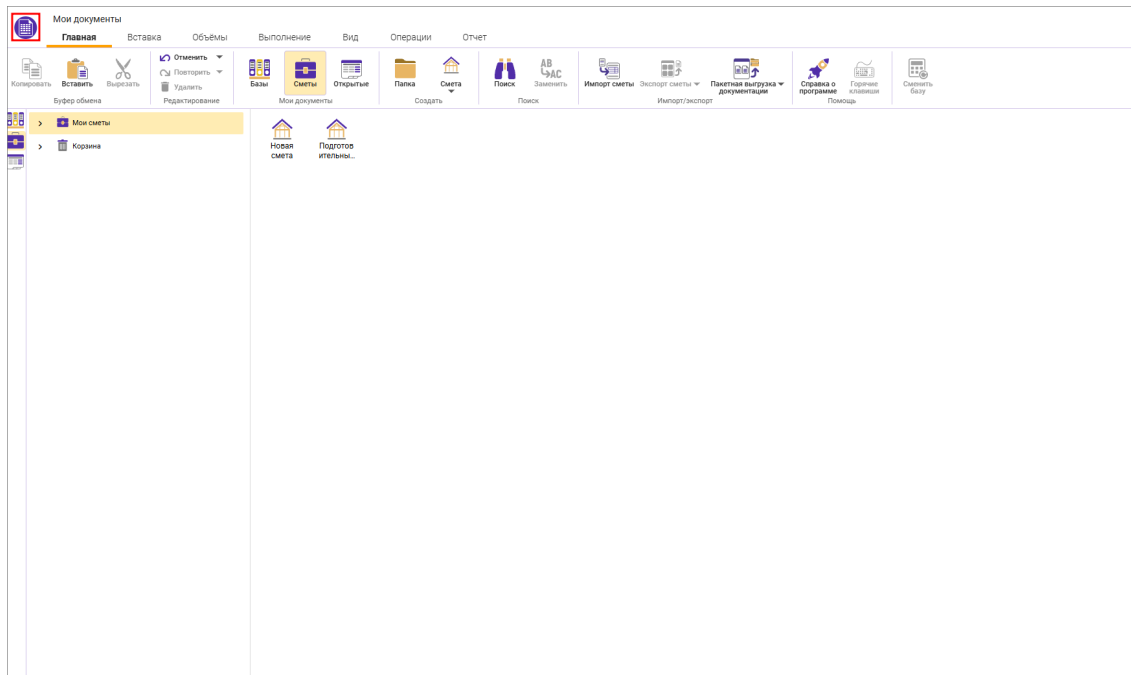 Мои документы
Главная Вставка Объёмы Выполнение Вид Операции Отчет
Копировать Вставить Вырезать
Буфер обмена
Отменить
Повторить
Удалить
Редактирование
Базы Сметы Открытые
Мои документы
Папка Смета
Создать
Поиск Заменить
AB
AC
Поиск
Импорт сметы Экспорт сметы Пакетная выгрузка
документации
Импорт/экспорт
Справка о
программе
Горячие
клавиши
Помощь
Сменить
базу
Мои сметы
Корзина
Новая
смета
Подготов
ительны...